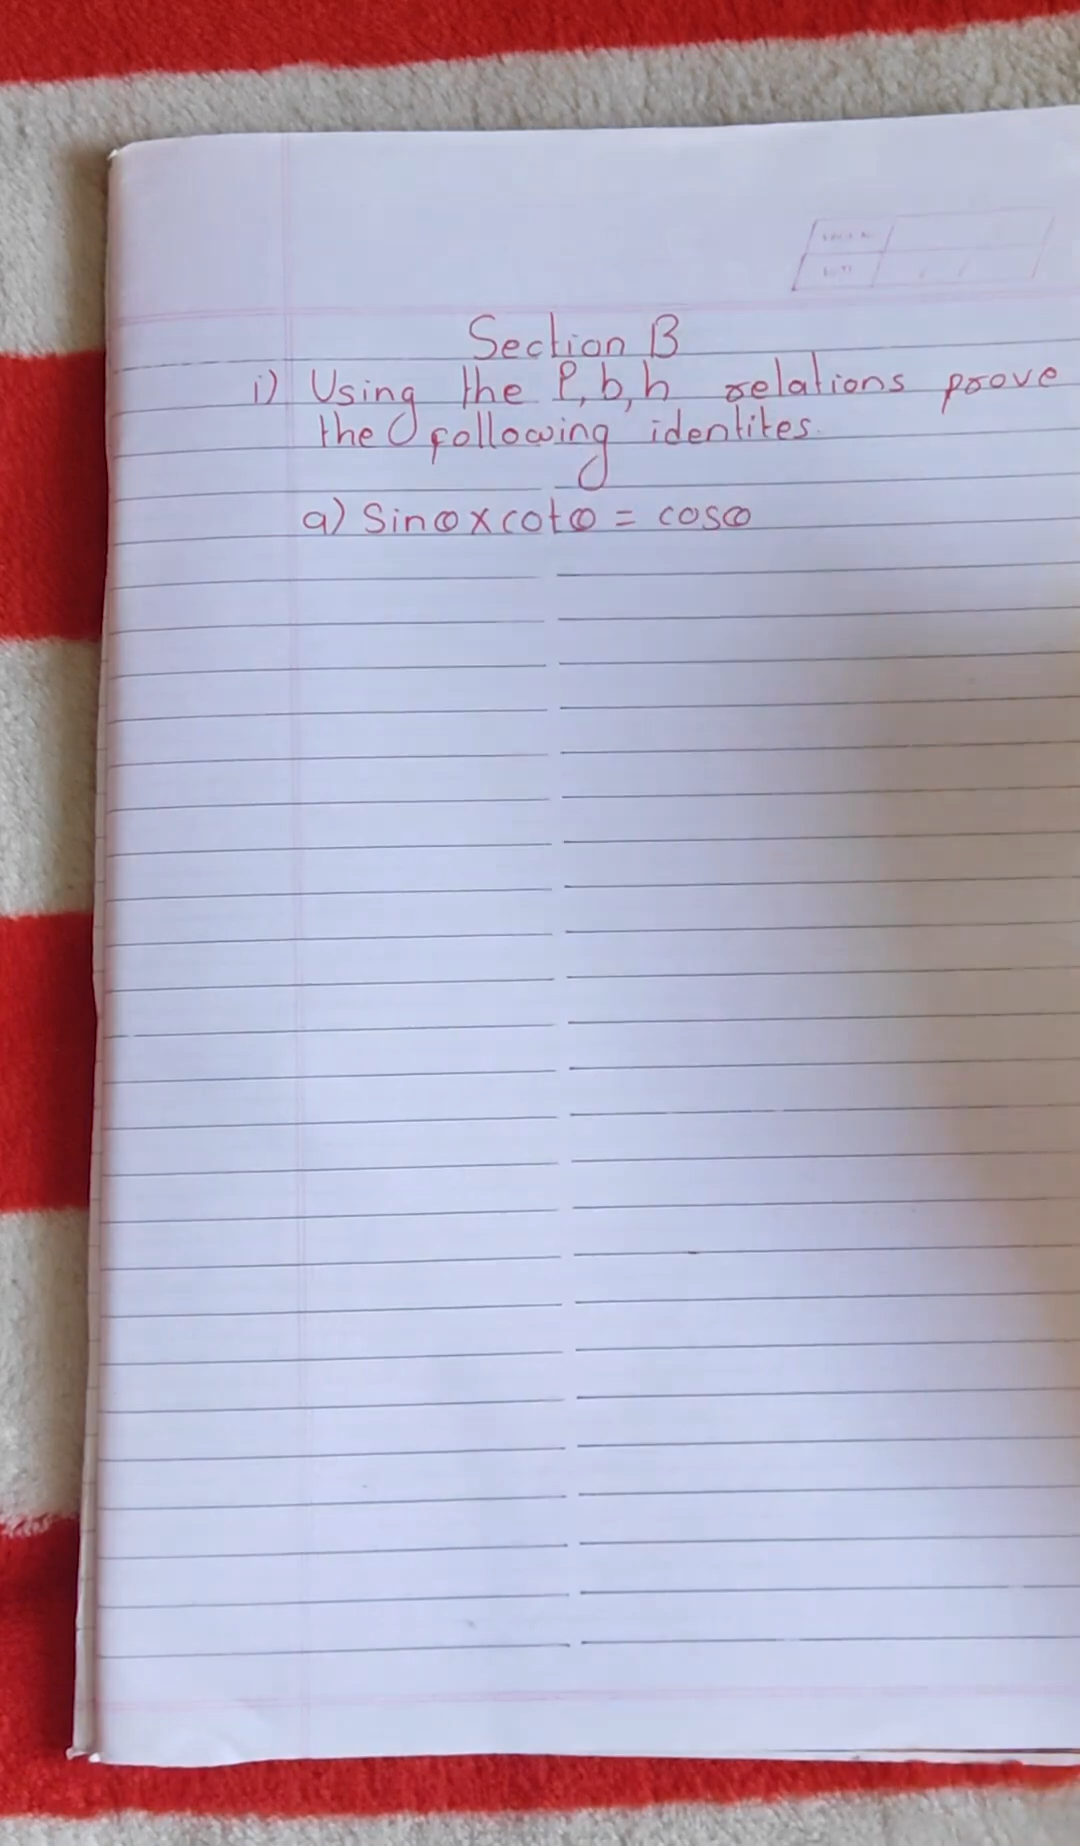 Section B
i) Using the P, b, h relations prove
the following identites.
a) Sinθ x cotθ = cosθ